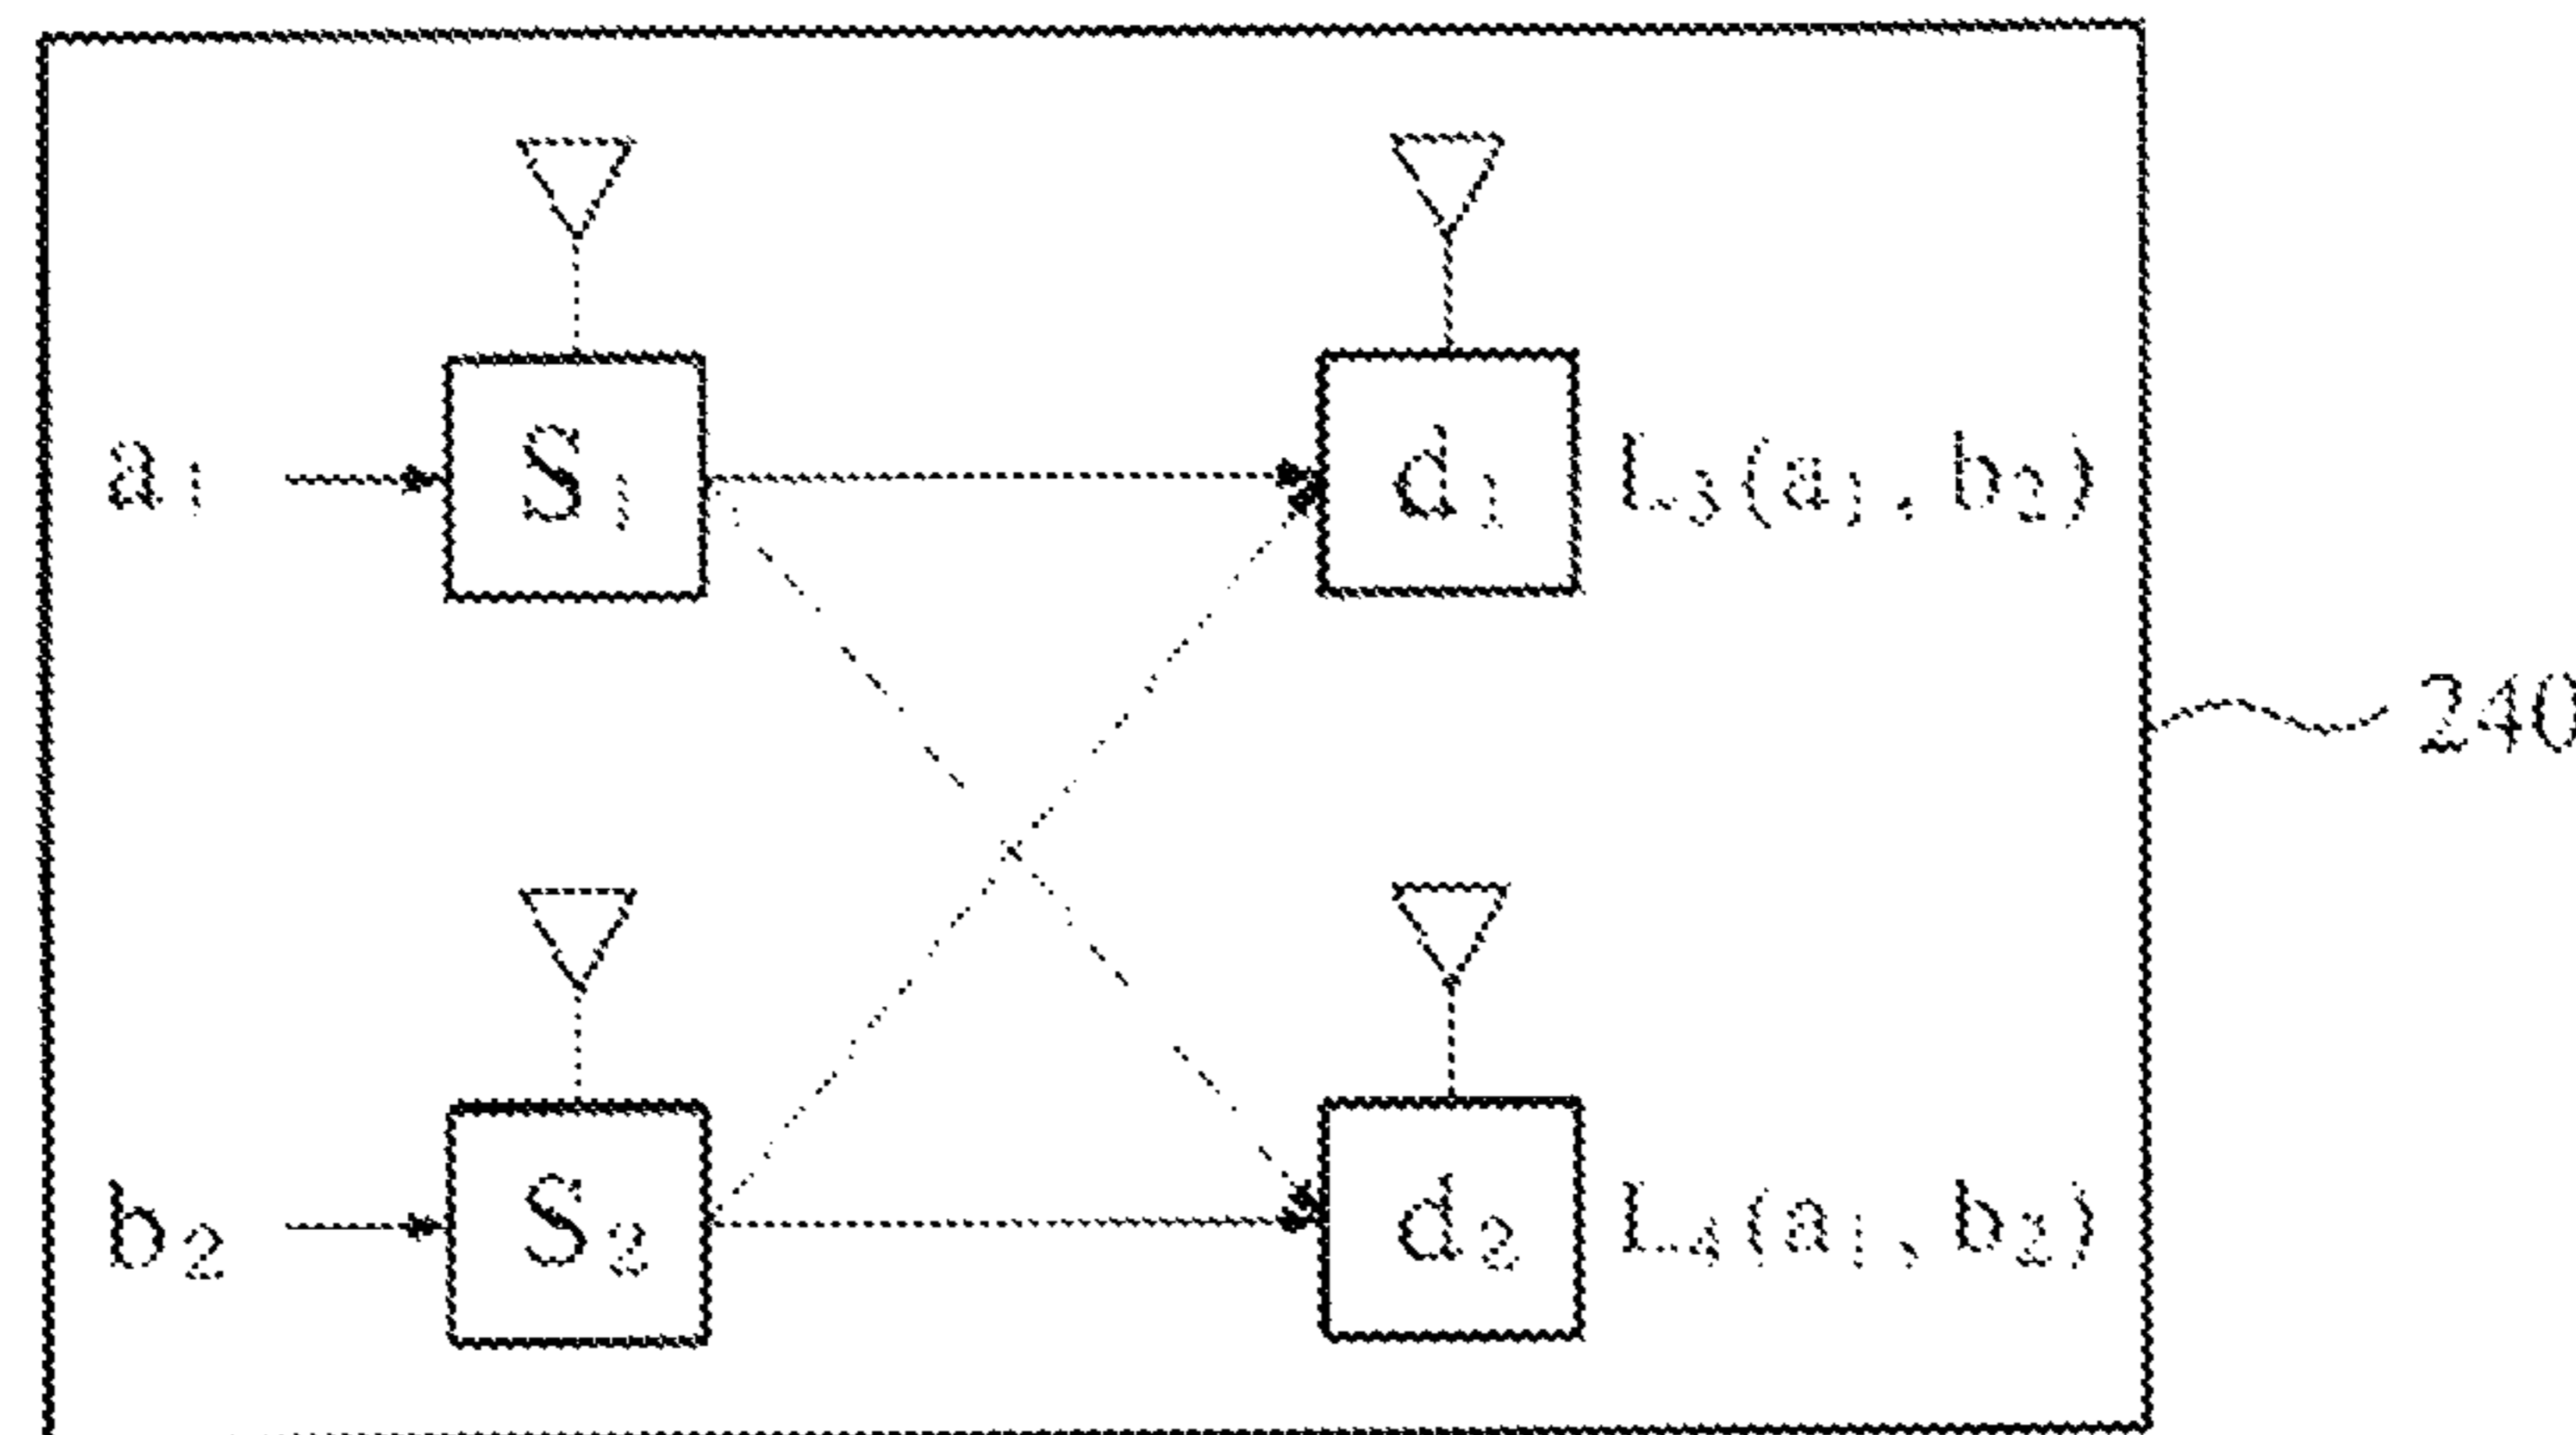 a₁ S₁ d₁ L₃(a₁, b₂)
240
b₂ S₂ d₂ L₄(a₁, b₂)